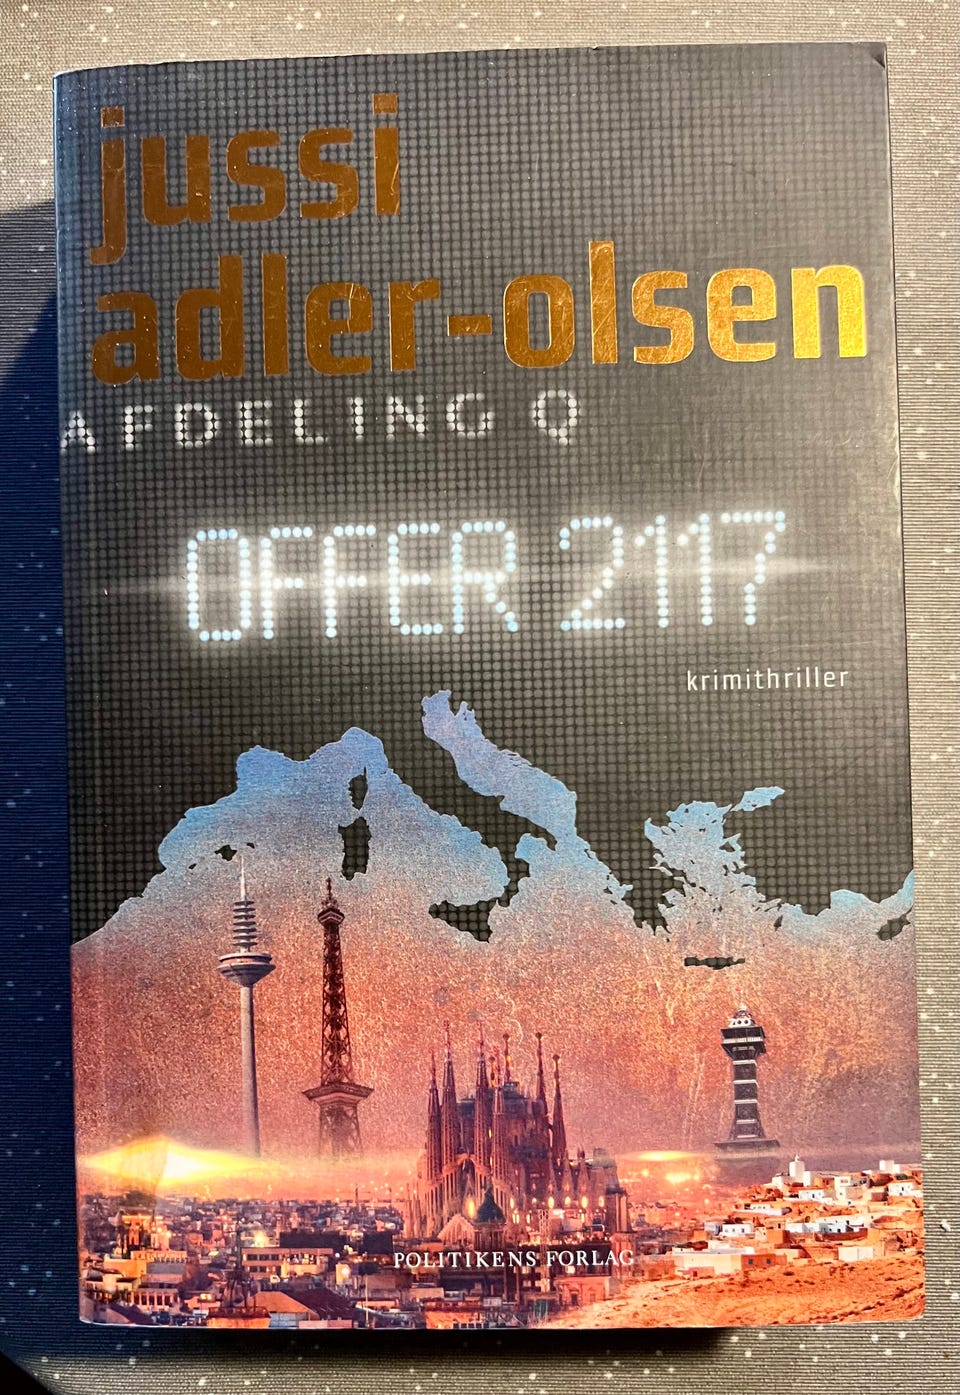 jussi
adler-olsen
AFDELING Q
OFFER 2117
krimithriller
POLITIKENS FORLAG